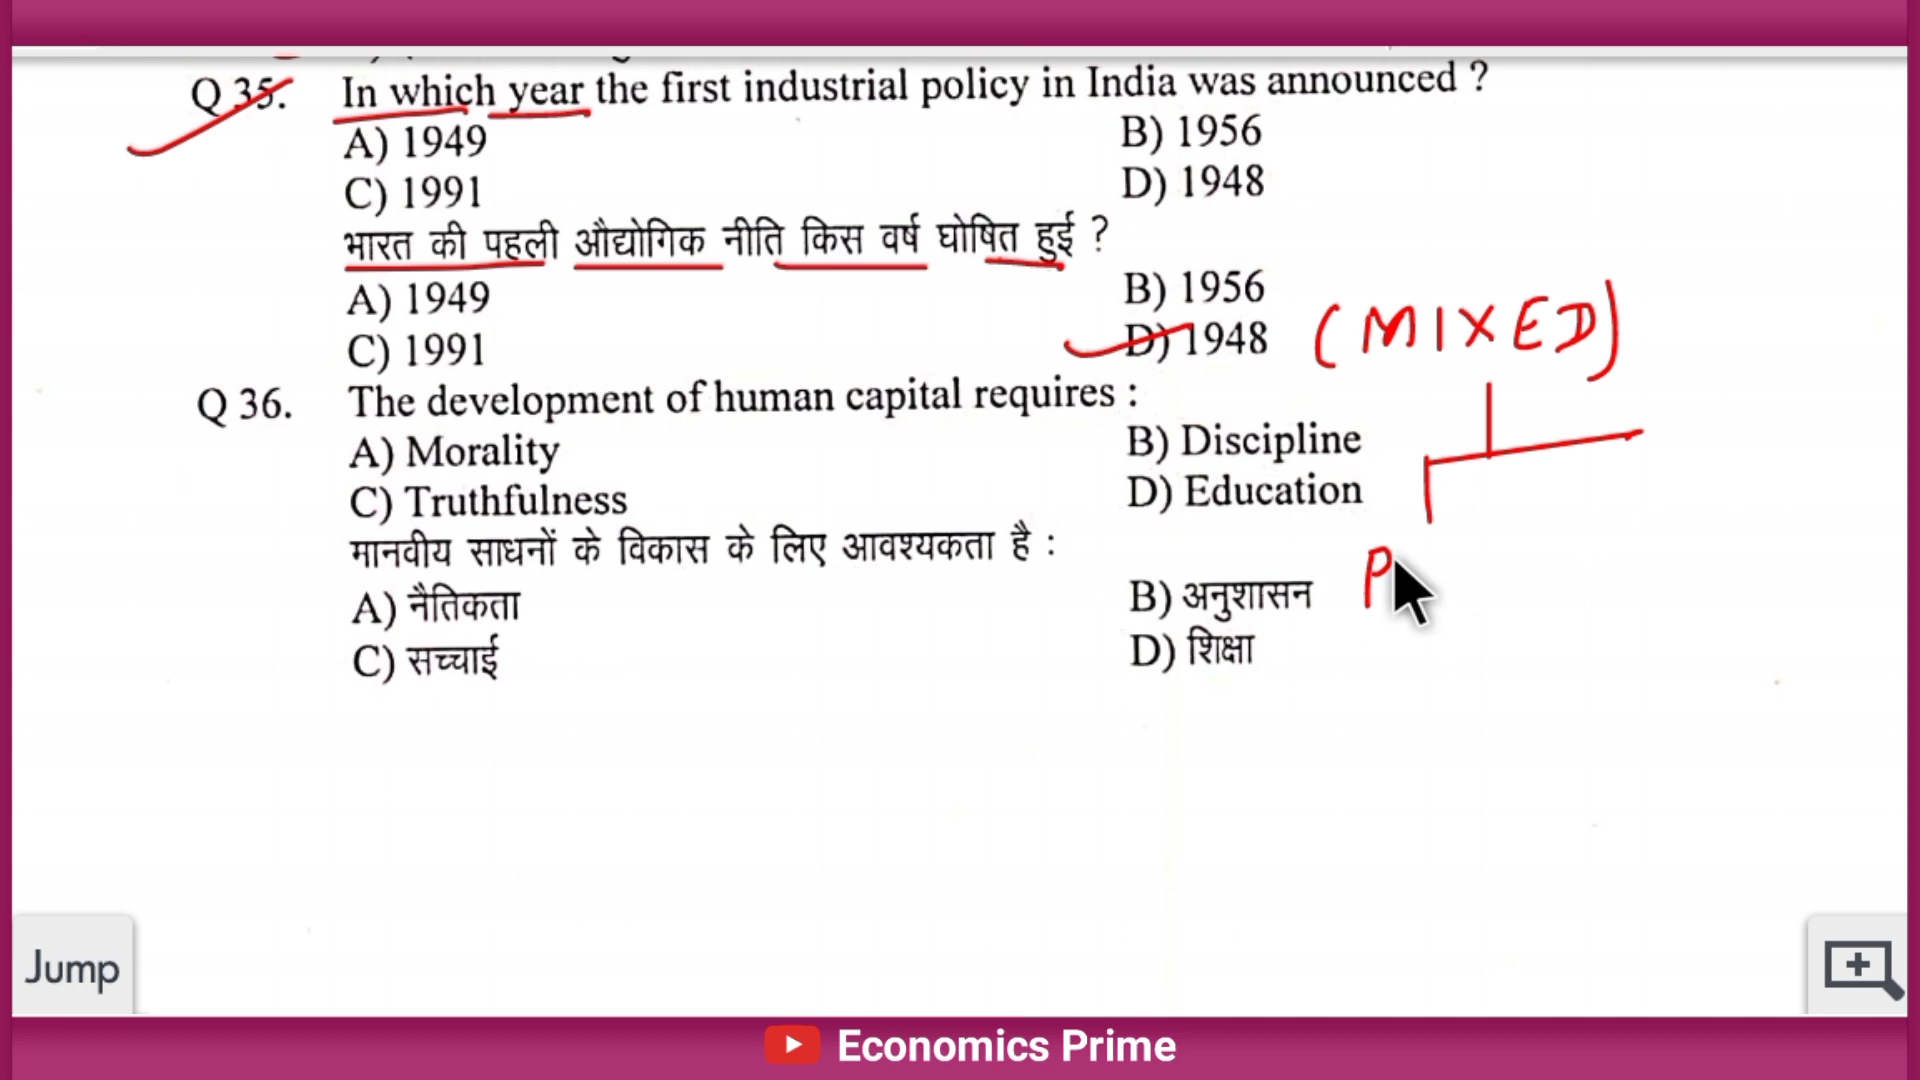 Q 35. In which year the first industrial policy in India was announced ?
A) 1949 B) 1956
C) 1991 D) 1948
भारत की पहली औद्योगिक नीति किस वर्ष घोषित हुई ?
A) 1949 B) 1956
C) 1991 D) 1948 (MIXED)
Q 36. The development of human capital requires :
A) Morality B) Discipline
C) Truthfulness D) Education
मानवीय साधनों के विकास के लिए आवश्यकता है :
A) नैतिकता B) अनुशासन P
C) सच्चाई D) शिक्षा
Jump
Economics Prime